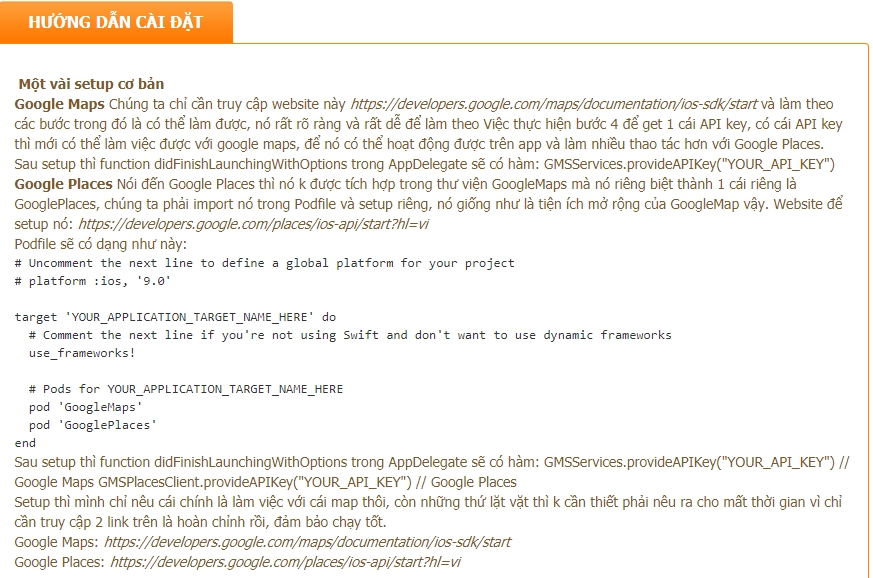 HƯỚNG DẪN CÀI ĐẶT
Một vài setup cơ bản
Google Maps Chúng ta chỉ cần truy cập website này https://developers.google.com/maps/documentation/ios-sdk/start và làm theo
các bước trong đó là có thể làm được, nó rất rõ ràng và rất dễ để làm theo Việc thực hiện bước 4 để get 1 cái API key, có cái API key
thì mới có thể làm việc được với google maps, để nó có thể hoạt động được trên app và làm nhiều thao tác hơn với Google Places.
Sau setup thì function didFinishLaunchingWithOptions trong AppDelegate sẽ có hàm: GMSServices.provideAPIKey("YOUR_API_KEY")
Google Places Nói đến Google Places thì nó k được tích hợp trong thư viện GoogleMaps mà nó riêng biệt thành 1 cái riêng là
GooglePlaces, chúng ta phải import nó trong Podfile và setup riêng, nó giống như là tiện ích mở rộng của GoogleMap vậy. Website để
setup nó: https://developers.google.com/places/ios-api/start?hl=vi
Podfile sẽ có dạng như này:
# Uncomment the next line to define a global platform for your project
# platform :ios, '9.0'
target 'YOUR_APPLICATION_TARGET_NAME_HERE' do
# Comment the next line if you're not using Swift and don't want to use dynamic frameworks
use_frameworks!
# Pods for YOUR_APPLICATION_TARGET_NAME_HERE
pod 'GoogleMaps'
pod 'GooglePlaces'
end
Sau setup thì function didFinishLaunchingWithOptions trong AppDelegate sẽ có hàm: GMSServices.provideAPIKey("YOUR_API_KEY") //
Google Maps GMSPlacesClient.provideAPIKey("YOUR_API_KEY") // Google Places
Setup thì mình chỉ nêu cái chính là làm việc với cái map thôi, còn những thứ lặt vặt thì k cần thiết phải nêu ra cho mất thời gian vì chỉ
cần truy cập 2 link trên là hoàn chỉnh rồi, đảm bảo chạy tốt.
Google Maps: https://developers.google.com/maps/documentation/ios-sdk/start
Google Places: https://developers.google.com/places/ios-api/start?hl=vi